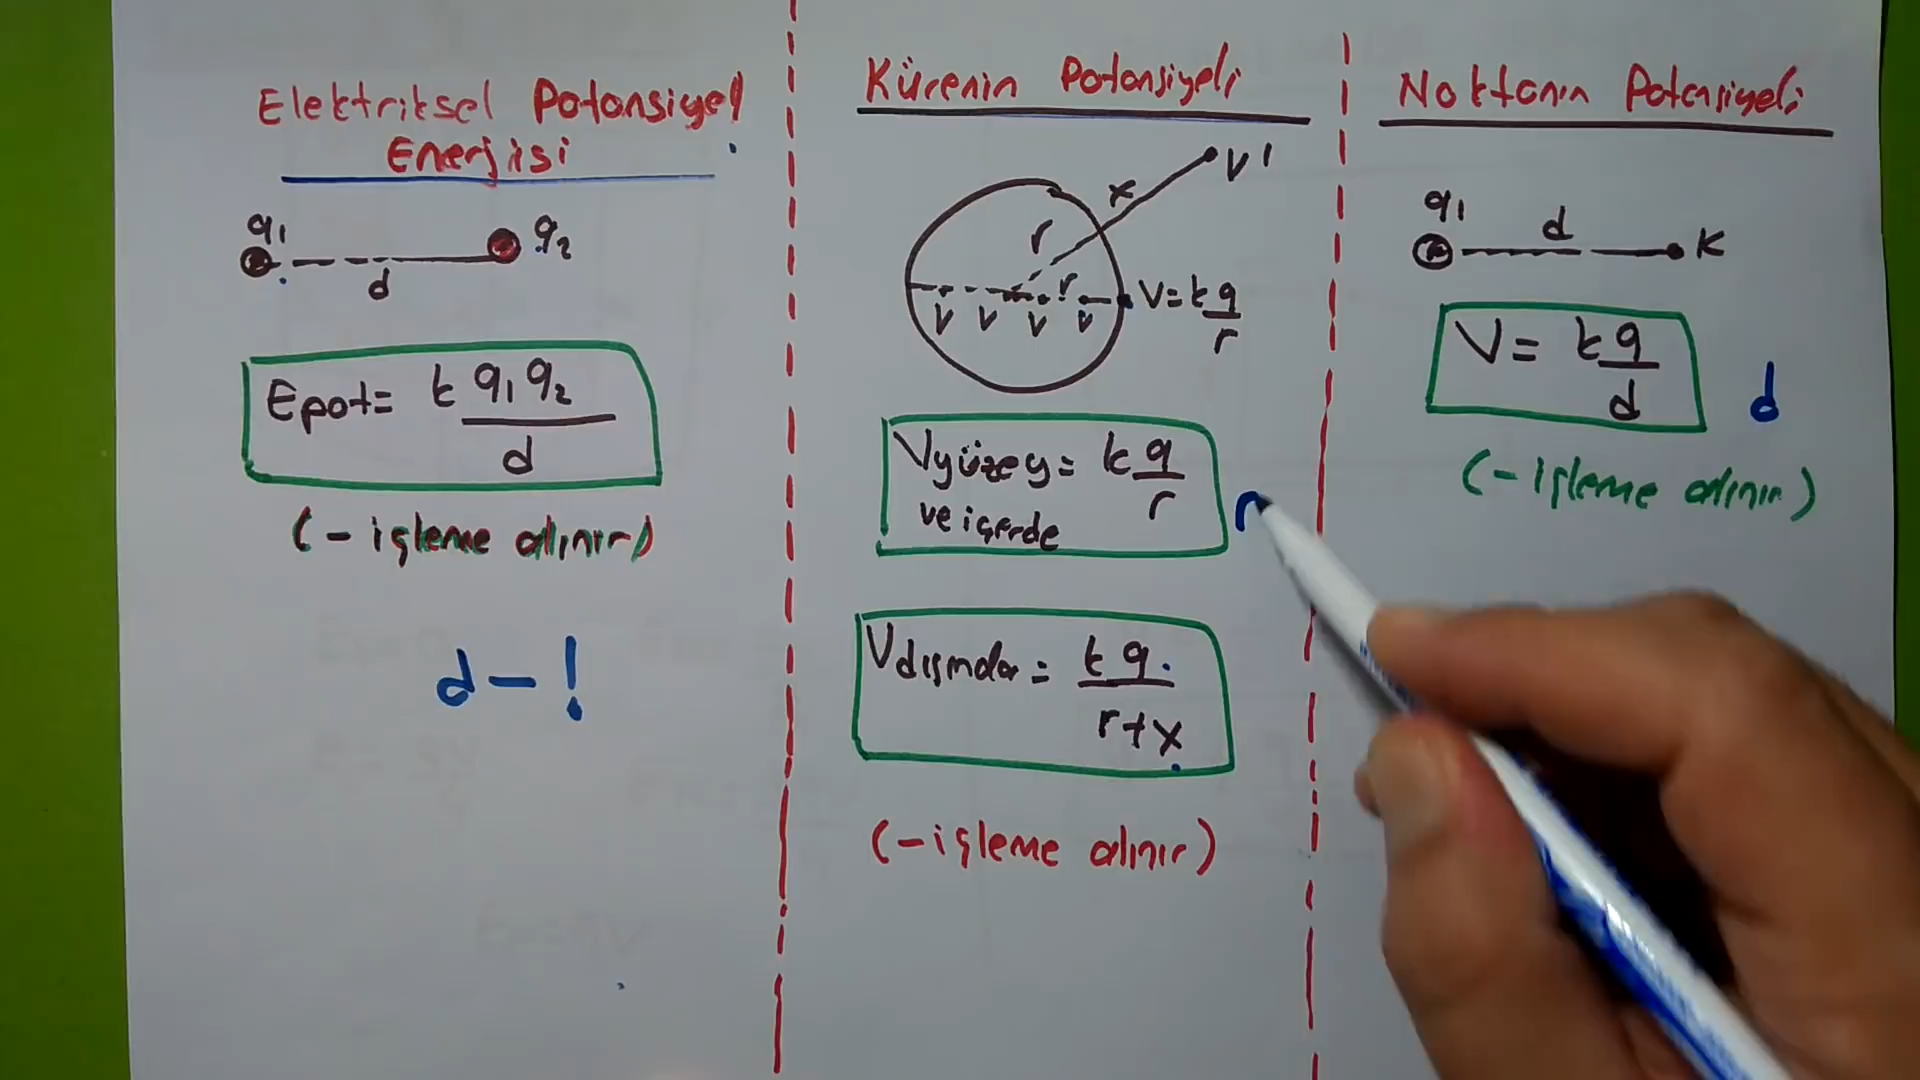 Elektriksel Potansiyel
Enerjisi
q1
q2
d
Epot= k q1 q2
d
(- işleme alınır)
d - !
Kürenin Potansiyeli
V'
x
r
r
V V V V
V= k q
r
Vyüzey= k q
ve içerde r
r
Vdışında = k q
r+x
(- işleme alınır)
Noktanın Potansiyeli
q1
d
K
V= k q
d
d
(- işleme alınır)